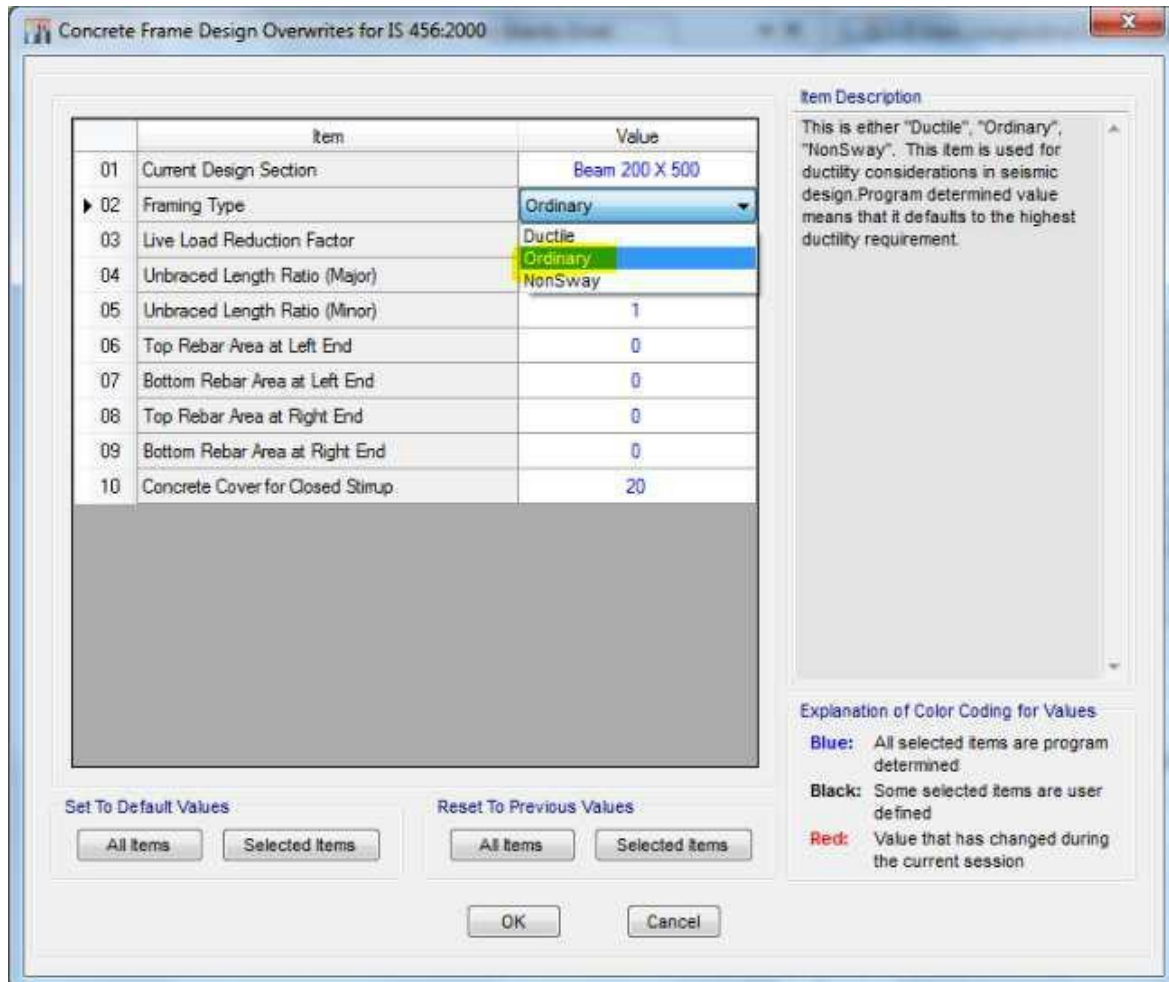 Concrete Frame Design Overwrites for IS 456:2000
Item Value
01 Current Design Section Beam 200 X 500
02 Framing Type Ordinary
Ductile
Ordinary
NonSway
03 Live Load Reduction Factor
04 Unbraced Length Ratio (Major)
05 Unbraced Length Ratio (Minor) 1
06 Top Rebar Area at Left End 0
07 Bottom Rebar Area at Left End 0
08 Top Rebar Area at Right End 0
09 Bottom Rebar Area at Right End 0
10 Concrete Cover for Closed Stirrup 20
Item Description
This is either "Ductile", "Ordinary",
"NonSway". This item is used for
ductility considerations in seismic
design.Program determined value
means that it defaults to the highest
ductility requirement.
Explanation of Color Coding for Values
Blue: All selected items are program
determined
Black: Some selected items are user
defined
Red: Value that has changed during
the current session
Set To Default Values
All Items Selected Items
Reset To Previous Values
All Items Selected Items
OK Cancel